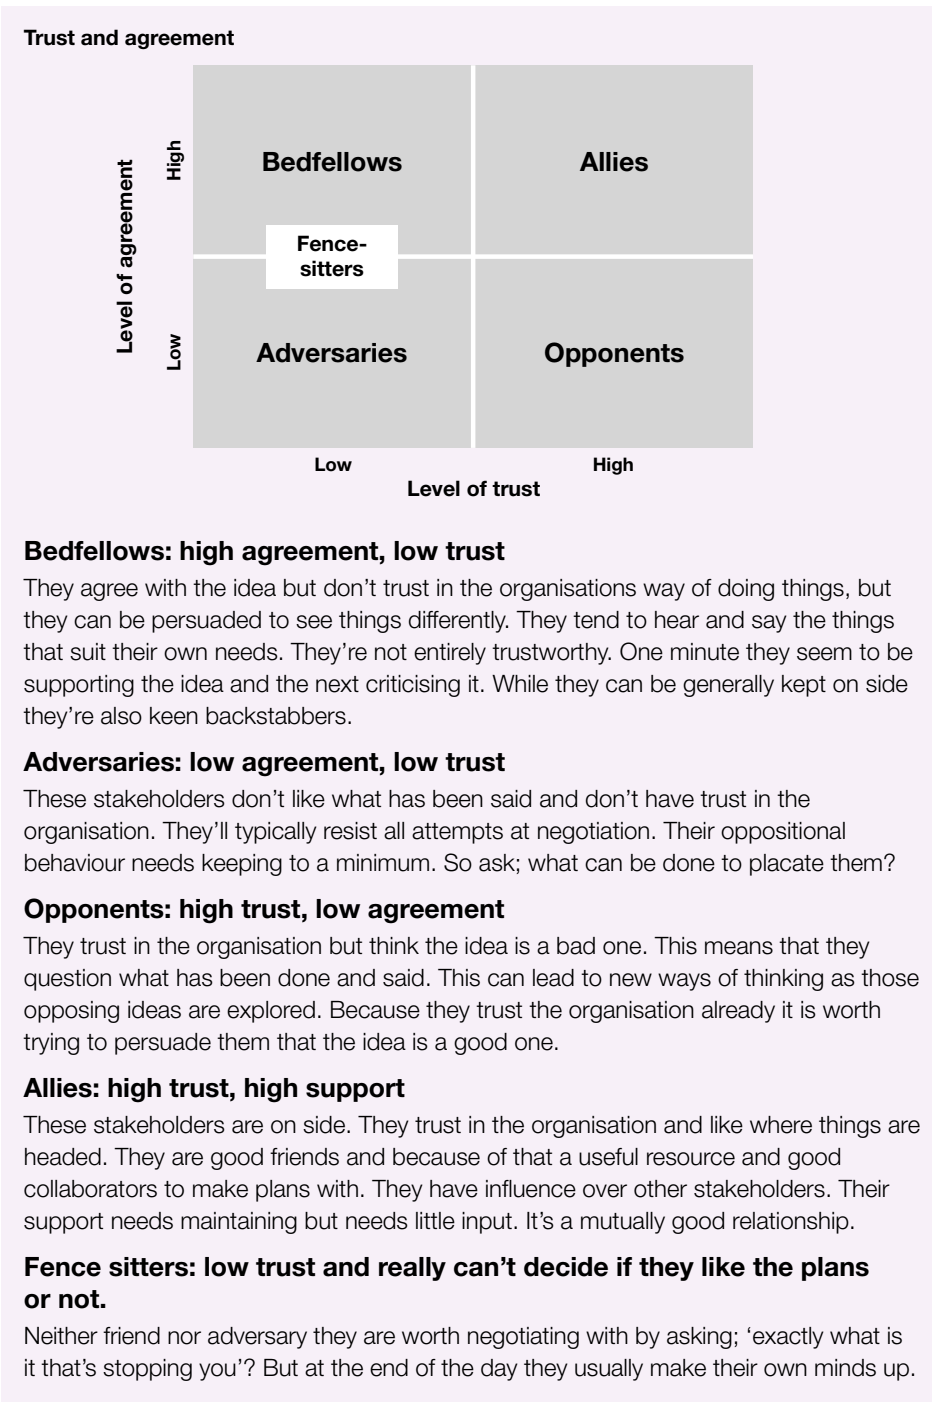 Trust and agreement
Level of agreement
High
Low
Bedfellows
Allies
Fence-
sitters
Adversaries
Opponents
Low
High
Level of trust
Bedfellows: high agreement, low trust
They agree with the idea but don’t trust in the organisations way of doing things, but
they can be persuaded to see things differently. They tend to hear and say the things
that suit their own needs. They’re not entirely trustworthy. One minute they seem to be
supporting the idea and the next criticising it. While they can be generally kept on side
they’re also keen backstabbers.
Adversaries: low agreement, low trust
These stakeholders don’t like what has been said and don’t have trust in the
organisation. They’ll typically resist all attempts at negotiation. Their oppositional
behaviour needs keeping to a minimum. So ask; what can be done to placate them?
Opponents: high trust, low agreement
They trust in the organisation but think the idea is a bad one. This means that they
question what has been done and said. This can lead to new ways of thinking as those
opposing ideas are explored. Because they trust the organisation already it is worth
trying to persuade them that the idea is a good one.
Allies: high trust, high support
These stakeholders are on side. They trust in the organisation and like where things are
headed. They are good friends and because of that a useful resource and good
collaborators to make plans with. They have influence over other stakeholders. Their
support needs maintaining but needs little input. It’s a mutually good relationship.
Fence sitters: low trust and really can’t decide if they like the plans
or not.
Neither friend nor adversary they are worth negotiating with by asking; ‘exactly what is
it that’s stopping you’? But at the end of the day they usually make their own minds up.